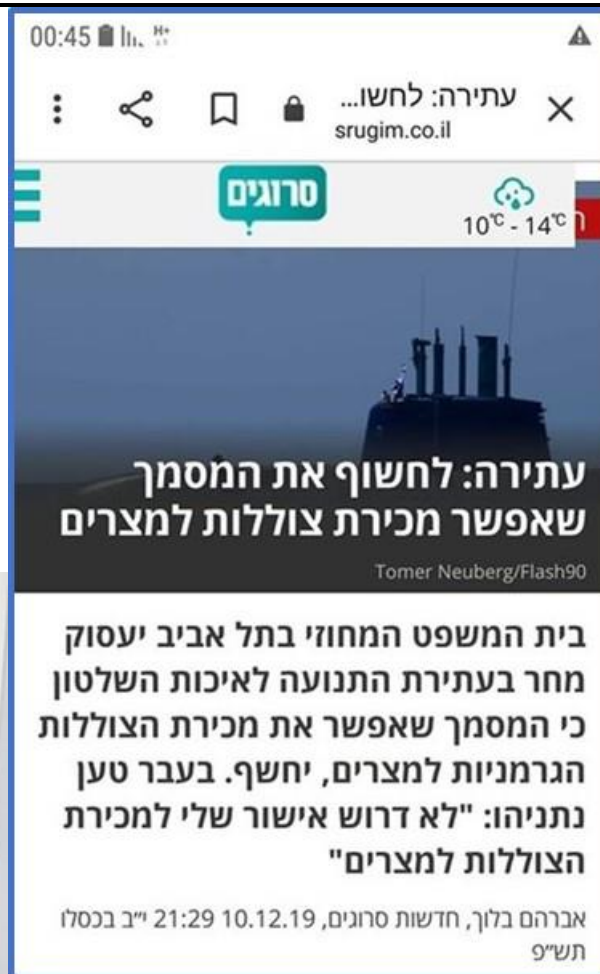 00:45
H+
עתירה: לחשו...
srugim.co.il
סרוגים
10°C - 14°C
עתירה: לחשוף את המסמך
שאפשר מכירת צוללות למצרים
Tomer Neuberg/Flash90
בית המשפט המחוזי בתל אביב יעסוק
מחר בעתירת התנועה לאיכות השלטון
כי המסמך שאפשר את מכירת הצוללות
הגרמניות למצרים, יחשף. בעבר טען
נתניהו: "לא דרוש אישור שלי למכירת
הצוללות למצרים"
אברהם בלוך, חדשות סרוגים, 10.12.19 21:29 י״ב בכסלו
תש״פ